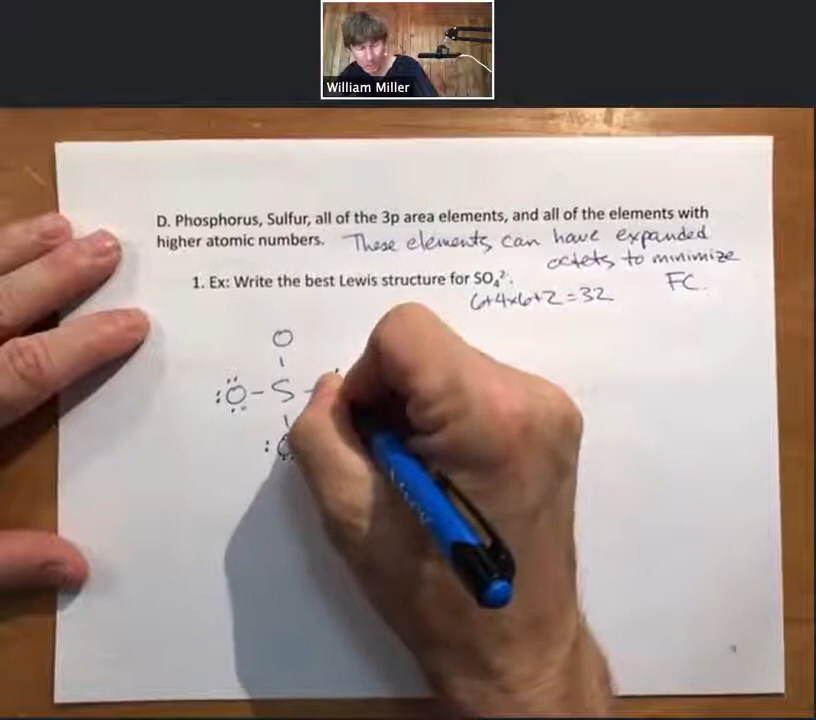 William Miller
D. Phosphorus, Sulfur, all of the 3p area elements, and all of the elements with
higher atomic numbers. These elements can have expanded
octets to minimize
1. Ex: Write the best Lewis structure for SO₄²⁻.
FC.
6+4x6+2=32
O
:O-S-
:O